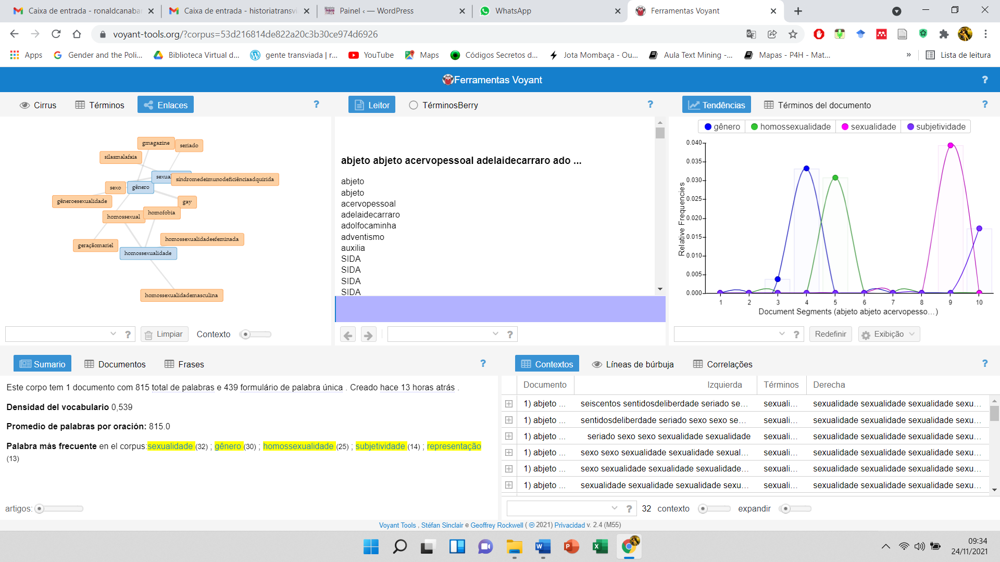 Caixa de entrada - ronaldcanabar
Caixa de entrada - historiatransvi
Painel ‹ — WordPress
WhatsApp
Ferramentas Voyant
voyant-tools.org/?corpus=53d216814de822a20c3b30ce974d6926
Apps
Gender and the Poli...
Biblioteca Virtual d...
gente transviada | r...
YouTube
Maps
Códigos Secretos d...
Jota Mombaça - Ou...
Aula Text Mining -...
Mapas - P4H - Mat...
»
Lista de leitura
Ferramentas Voyant
?
Cirrus
Términos
Enlaces
?
gmagazine
seriado
silasmalafaia
sexual
síndromedeimunodeficiênciaadquirida
sexo
gênero
gêneroesexualidade
gay
homossexual
homofobia
geraçãomariel
homossexualidadeefeminada
homossexualidade
homossexualidademasculina
?
Limpiar
Contexto
Leitor
TérminosBerry
?
abjeto abjeto acervopessoal adelaidecarraro ado ...
abjeto
abjeto
acervopessoal
adelaidecarraro
adolfocaminha
adventismo
auxilia
SIDA
SIDA
SIDA
SIDA
?
Tendências
Términos del documento
?
gênero
homossexualidade
sexualidade
subjetividade
0.040
0.035
0.030
0.025
0.020
0.015
0.010
0.005
0.000
Relative Frequencies
1 2 3 4 5 6 7 8 9 10
Document Segments (abjeto abjeto acervopesso...)
?
Redefinir
Exibição
Sumario
Documentos
Frases
?
Este corpo tem 1 documento com 815 total de palabras e 439 formulário de palabra única . Creado hace 13 horas atrás .
Densidad del vocabulario 0,539
Promedio de palabras por oración: 815.0
Palabra más frecuente en el corpus:sexualidade (32) ; gênero (30) ; homossexualidade (25) ; subjetividade (14) ; representação
(13)
artigos:
Contextos
Líneas de búrbuja
Correlações
?
Documento Izquierda Términos Derecha
1) abjeto ... seiscentos sentidosdeliberdade seriado se... sexuali... sexualidade sexualidade sexualidade sexu...
1) abjeto ... sentidosdeliberdade seriado sexo sexo se... sexuali... sexualidade sexualidade sexualidade sexu...
1) abjeto ... seriado sexo sexo sexualidade sexualidade sexuali... sexualidade sexualidade sexualidade sexu...
1) abjeto ... sexo sexo sexualidade sexualidade sexual... sexuali... sexualidade sexualidade sexualidade sexu...
1) abjeto ... sexo sexualidade sexualidade sexualidade... sexuali... sexualidade sexualidade sexualidade sexu...
1) abjeto ... sexualidade sexualidade sexualidade sexu... sexuali... sexualidade sexualidade sexualidade sexu...
?
32 contexto
expandir
Voyant Tools , Stéfan Sinclair e Geoffrey Rockwell ( @ 2021) Privacidad v. 2.4 (M55)
09:34
24/11/2021